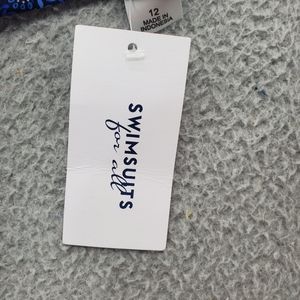 12
MADE IN
INDONESIA
SWIMSUITS
for all